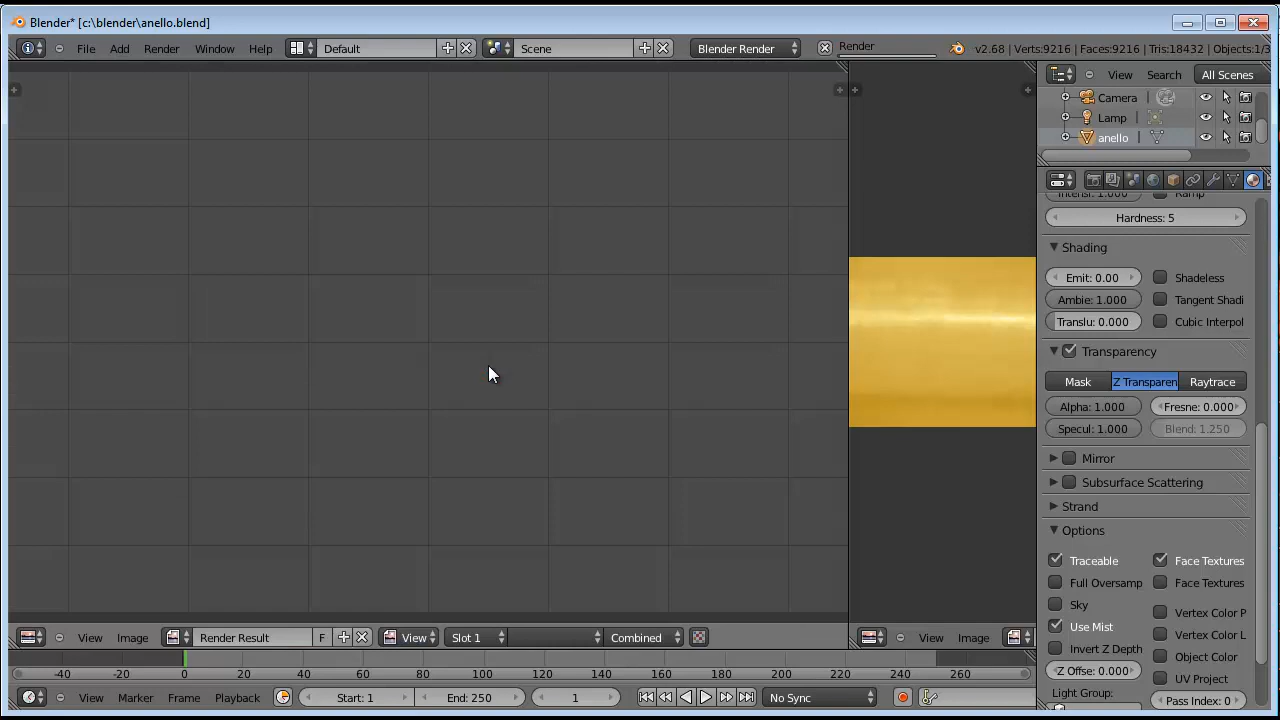 Blender* [c:\blender\anello.blend]
File Add Render Window Help Default Scene Blender Render Render v2.68 | Verts:9216 | Faces:9216 | Tris:18432 | Objects:1/3
View Search All Scenes
Camera
Lamp
anello
Intensi: 1.000 Ramp
Hardness: 5
Shading
Emit: 0.00 Shadeless
Ambie: 1.000 Tangent Shadi
Translu: 0.000 Cubic Interpol
Transparency
Mask Z Transparen Raytrace
Alpha: 1.000 Fresne: 0.000
Specul: 1.000 Blend: 1.250
Mirror
Subsurface Scattering
Strand
Options
Traceable Face Textures
Full Oversamp Face Textures
Sky Vertex Color P
Use Mist Vertex Color L
Invert Z Depth Object Color
Z Offse: 0.000 UV Project
Light Group: Pass Index: 0
View Image Render Result F View Slot 1 Combined View Image
-40 -20 0 20 40 60 80 100 120 140 160 180 200 220 240 260
View Marker Frame Playback Start: 1 End: 250 1 No Sync